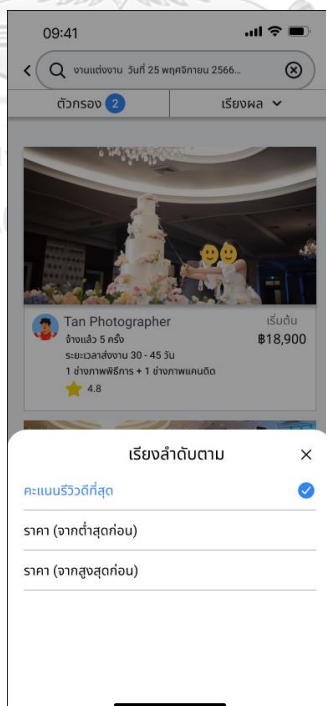 09:41
งานแต่งงาน วันที่ 25 พฤศจิกายน 2566...
ตัวกรอง 2
เรียงผล
Tan Photographer
เริ่มต้น
จ้างแล้ว 5 ครั้ง
฿18,900
ระยะเวลาส่งงาน 30 - 45 วัน
1 ช่างภาพพิธีการ + 1 ช่างภาพแคนดิด
4.8
เรียงลำดับตาม
คะแนนรีวิวดีที่สุด
ราคา (จากต่ำสุดก่อน)
ราคา (จากสูงสุดก่อน)